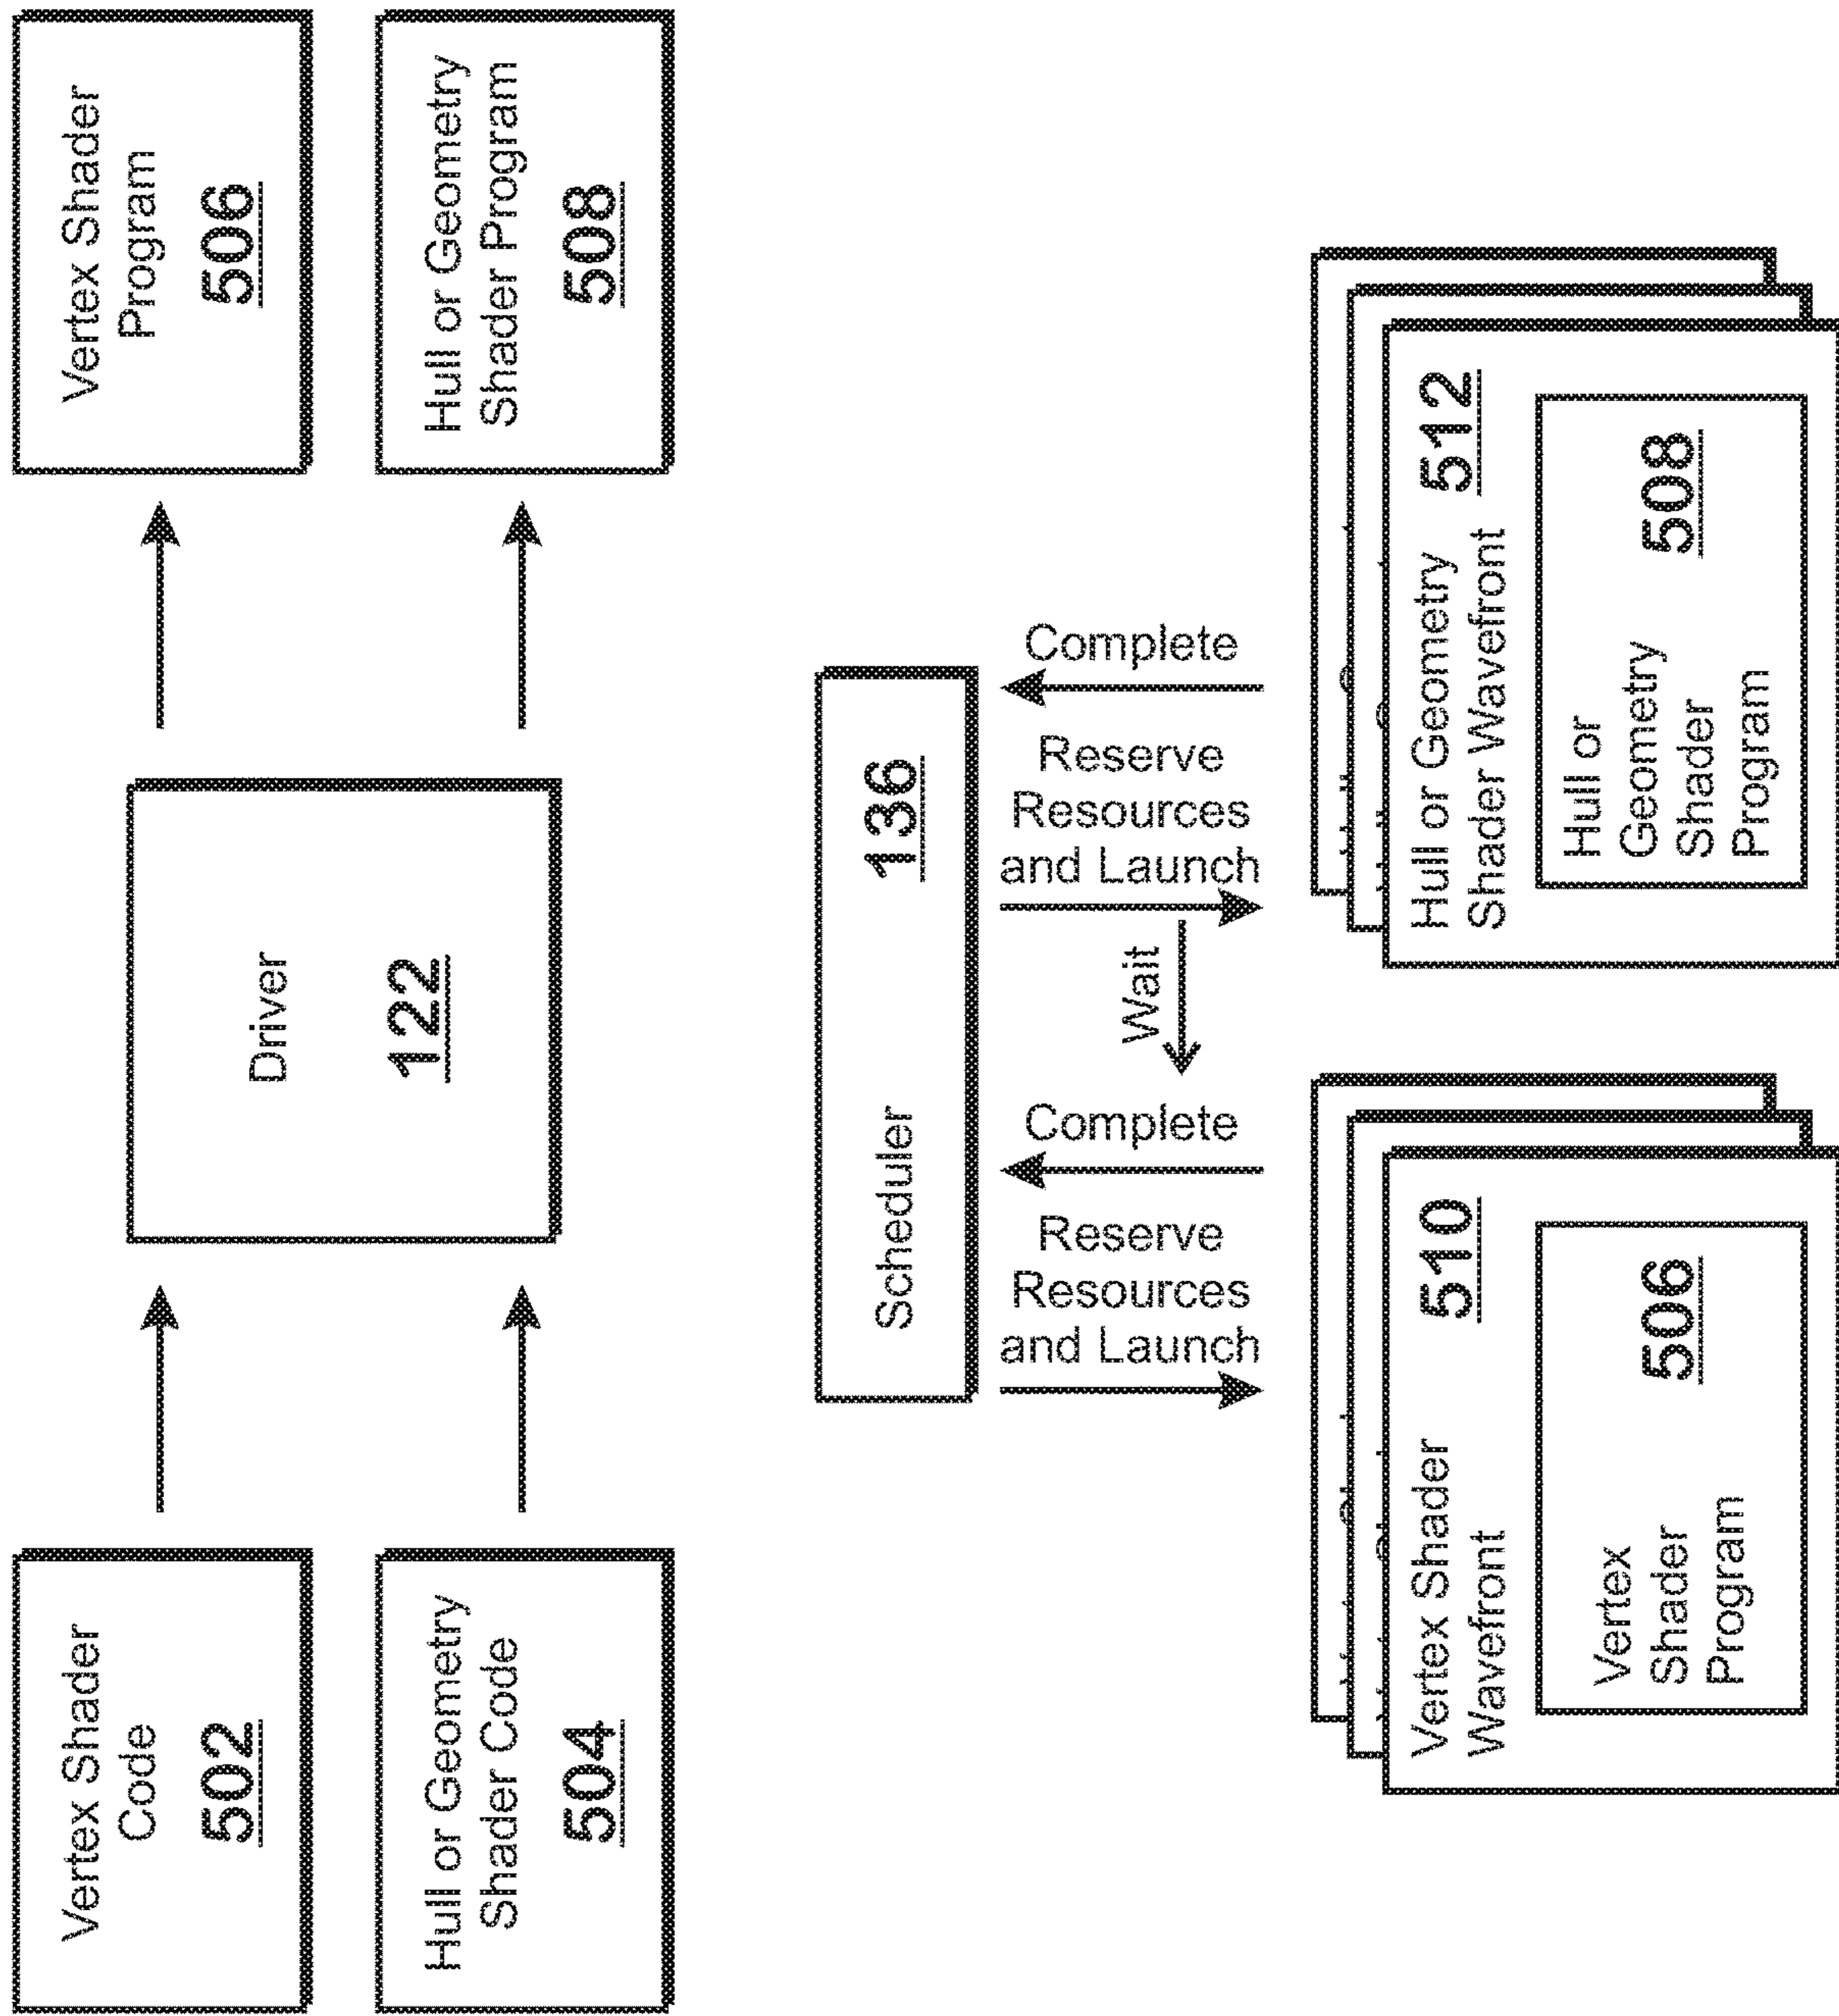 Vertex Shader
Code
502
Hull or Geometry
Shader Code
504
Driver
122
Vertex Shader
Program
506
Hull or Geometry
Shader Program
508
Scheduler
136
Reserve
Resources
and Launch
Complete
Wait
Reserve
Resources
and Launch
Complete
Vertex Shader
Wavefront
510
Vertex
Shader
Program
506
Hull or Geometry
Shader Wavefront
512
Hull or
Geometry
Shader
Program
508